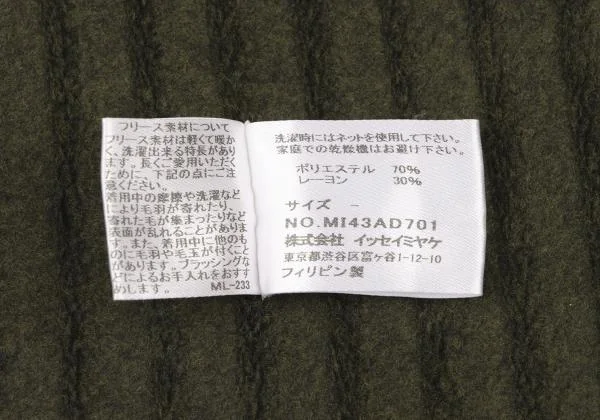 フリース素材について
フリース素材は軽くて暖か
く、洗濯出来る特長があり
ます。長くご愛用いただく
ために、下記の点にご注
意ください。
着用中の摩擦や洗濯など
により毛羽が寄れたり、
寄れた毛が集まったりなど
表面が乱れることがありま
す。また、着用中に他のも
のに毛羽や毛玉が付くこと
があります。ブラッシングな
どによるお手入れをおすす
めします。 ML-233
洗濯時にはネットを使用して下さい。
家庭での乾燥機はお避け下さい。
ポリエステル 70%
レーヨン 30%
サイズ -
NO.MI43AD701
株式会社 イッセイミヤケ
東京都渋谷区富ヶ谷1-12-10
フィリピン製